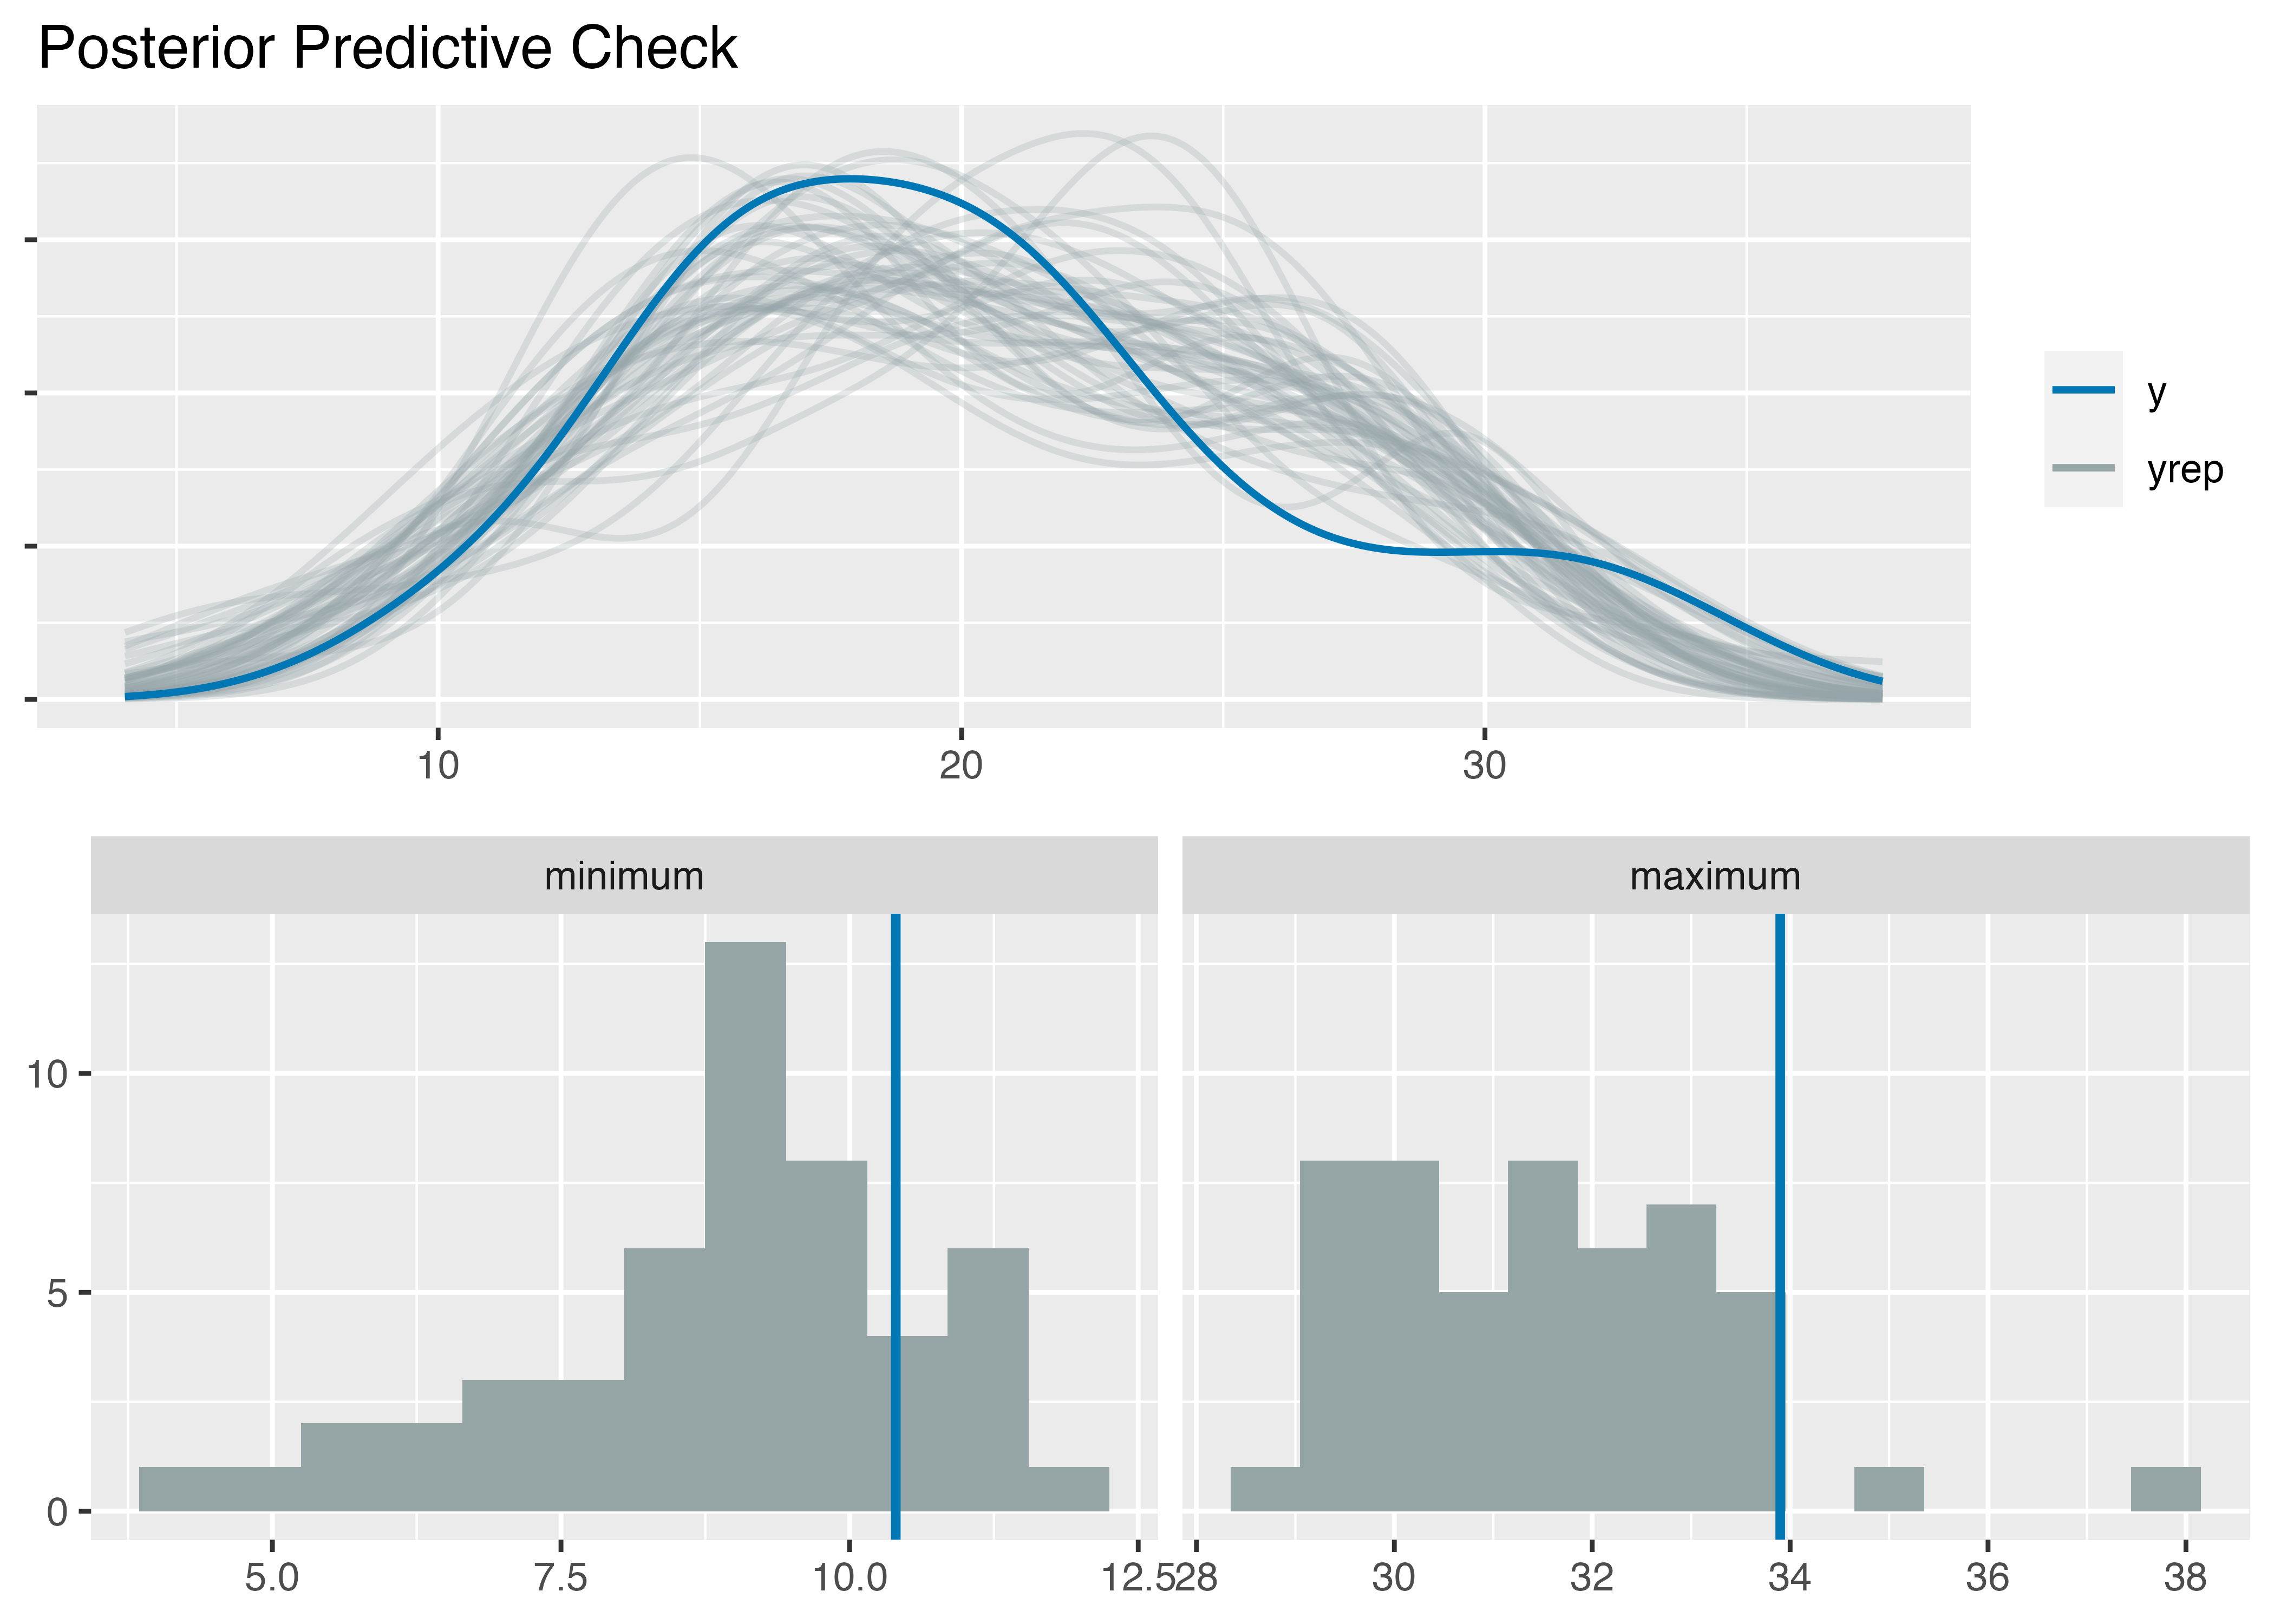 Posterior Predictive Check
y
yrep
10 20 30
minimum maximum
10
5
0
5.0 7.5 10.0 12.5 28 30 32 34 36 38